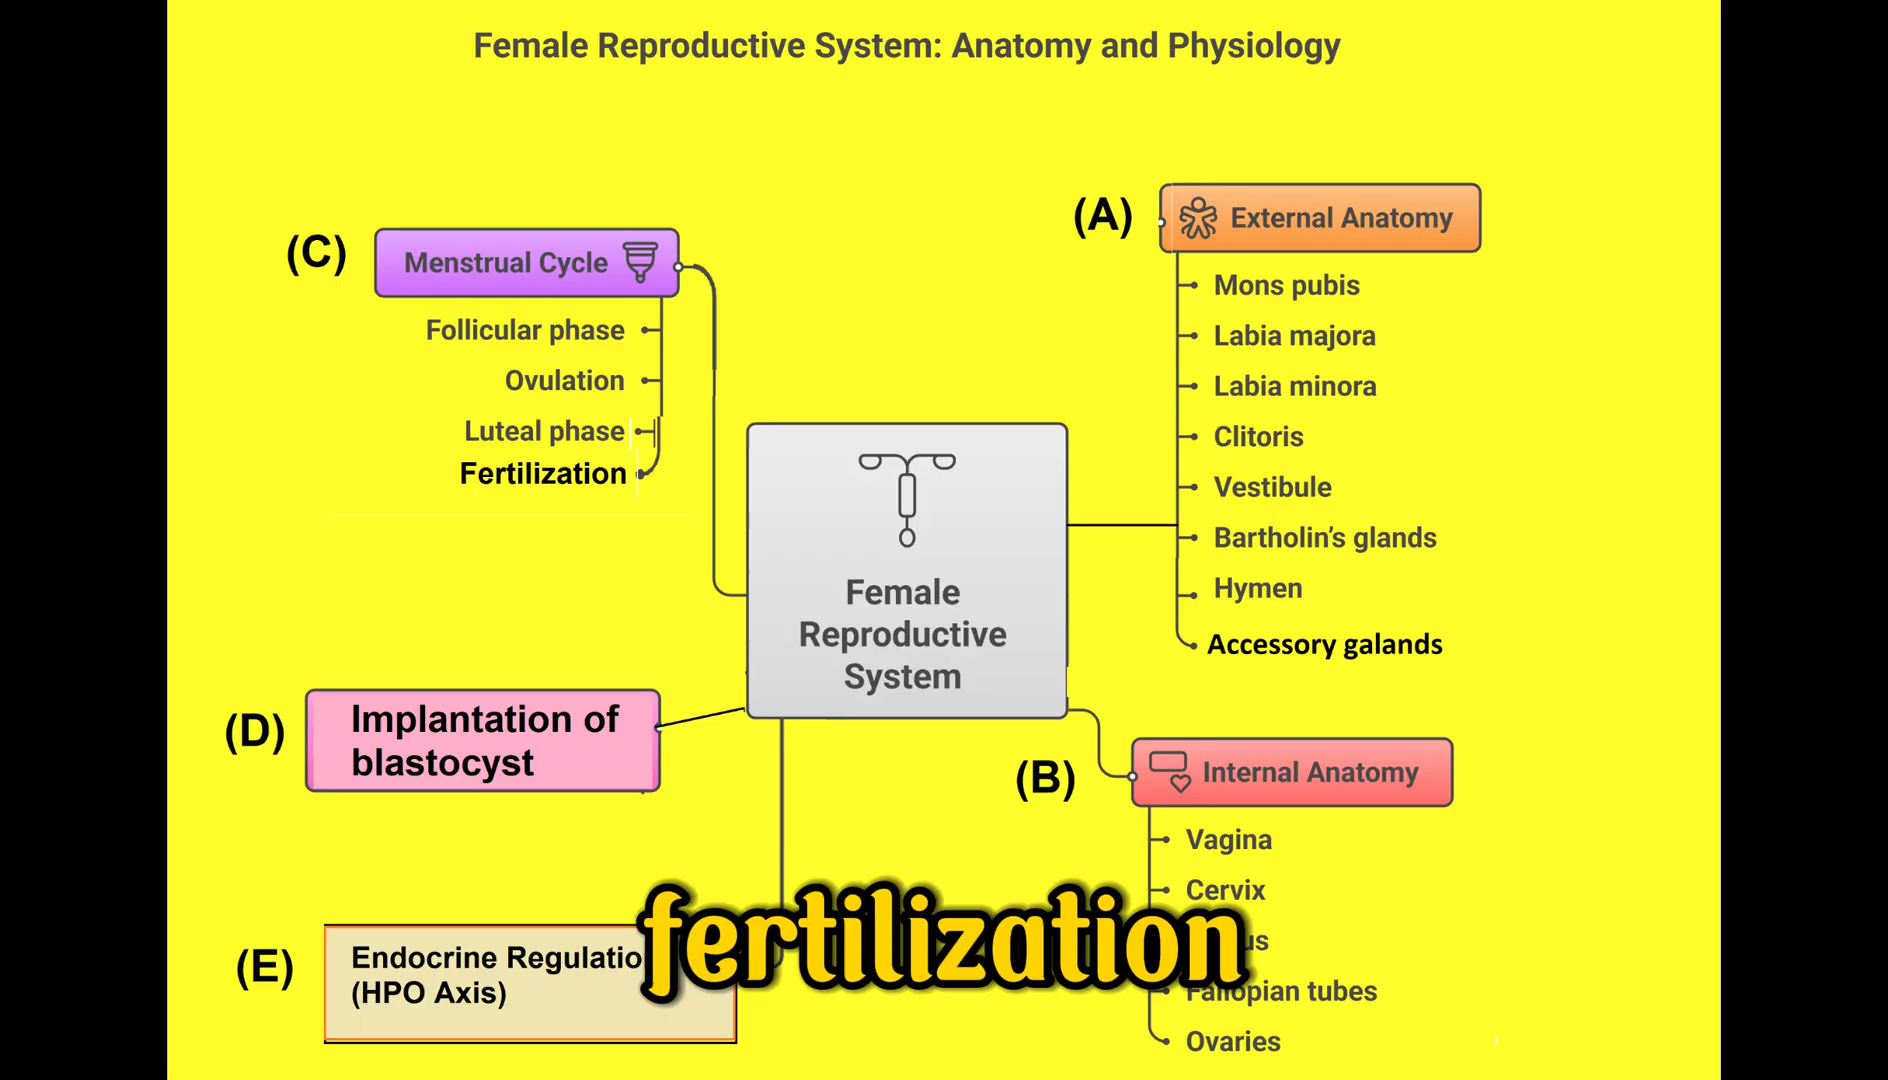 Female Reproductive System: Anatomy and Physiology
(A)
External Anatomy
Mons pubis
Labia majora
Labia minora
Clitoris
Vestibule
Bartholin’s glands
Hymen
Accessory galands
(C)
Menstrual Cycle
Follicular phase
Ovulation
Luteal phase
Fertilization
Female
Reproductive
System
(D)
Implantation of
blastocyst
(B)
Internal Anatomy
Vagina
Cervix
Fallopian tubes
Ovaries
(E)
Endocrine
(HPO Axis)
fertilization